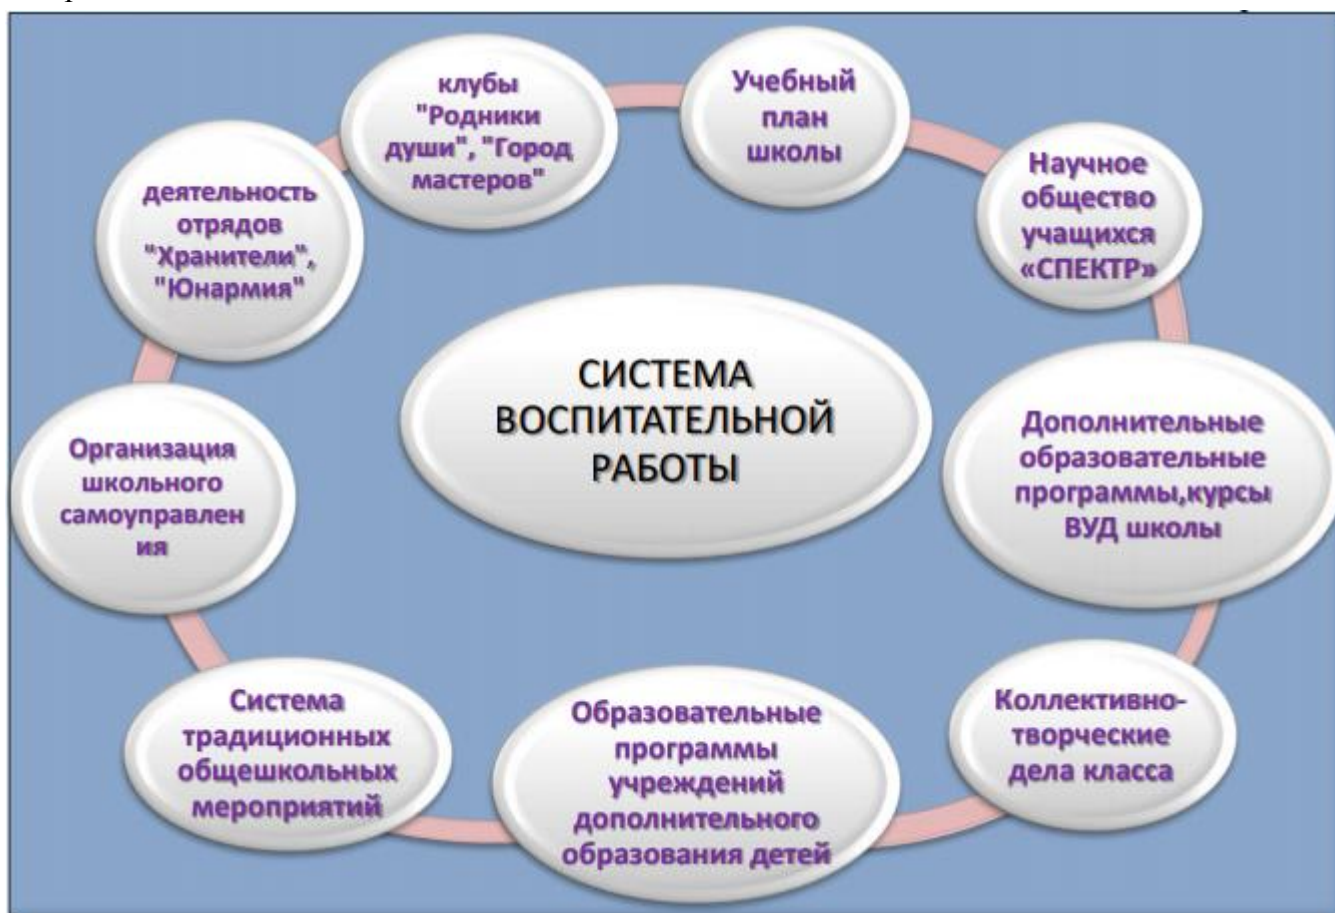 клубы
"Родники
души", "Город
мастеров"
Учебный
план
школы
Научное
общество
учащихся
«СПЕКТР»
деятельность
отрядов
"Хранители",
"Юнармия"
СИСТЕМА
ВОСПИТАТЕЛЬНОЙ
РАБОТЫ
Дополнительные
образовательные
программы,курсы
ВУД школы
Организация
школьного
самоуправлен
ия
Коллективно-
творческие
дела класса
Образовательные
программы
учреждений
дополнительного
образования детей
Система
традиционных
общешкольных
мероприятий